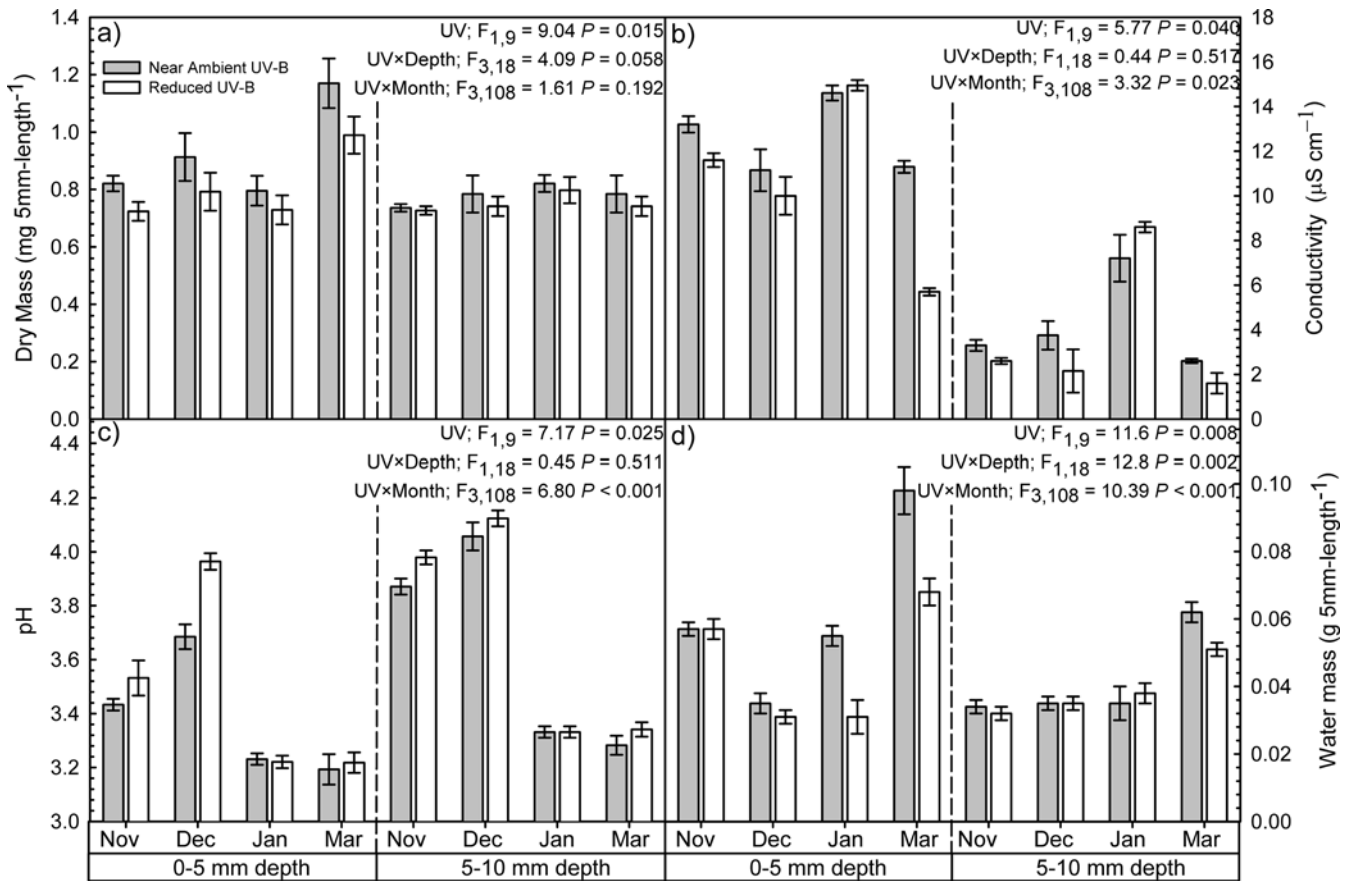 a)
UV; F1,9 = 9.04 P = 0.015
UV×Depth; F3,18 = 4.09 P = 0.058
UV×Month; F3,108 = 1.61 P = 0.192
Near Ambient UV-B
Reduced UV-B
Dry Mass (mg 5mm-length-1)
1.4
1.2
1.0
0.8
0.6
0.4
0.2
0.0
b)
UV; F1,9 = 5.77 P = 0.040
UV×Depth; F1,18 = 0.44 P = 0.517
UV×Month; F3,108 = 3.32 P = 0.023
18
16
14
12
10
8
6
4
2
0
Conductivity (µS cm−1)
c)
UV; F1,9 = 7.17 P = 0.025
UV×Depth; F1,18 = 0.45 P = 0.511
UV×Month; F3,108 = 6.80 P < 0.001
pH
4.4
4.2
4.0
3.8
3.6
3.4
3.2
3.0
d)
UV; F1,9 = 11.6 P = 0.008
UV×Depth; F1,18 = 12.8 P = 0.002
UV×Month; F3,108 = 10.39 P < 0.001
0.10
0.08
0.06
0.04
0.02
0.00
Water mass (g 5mm-length-1)
Nov Dec Jan Mar Nov Dec Jan Mar Nov Dec Jan Mar Nov Dec Jan Mar
0-5 mm depth 5-10 mm depth 0-5 mm depth 5-10 mm depth